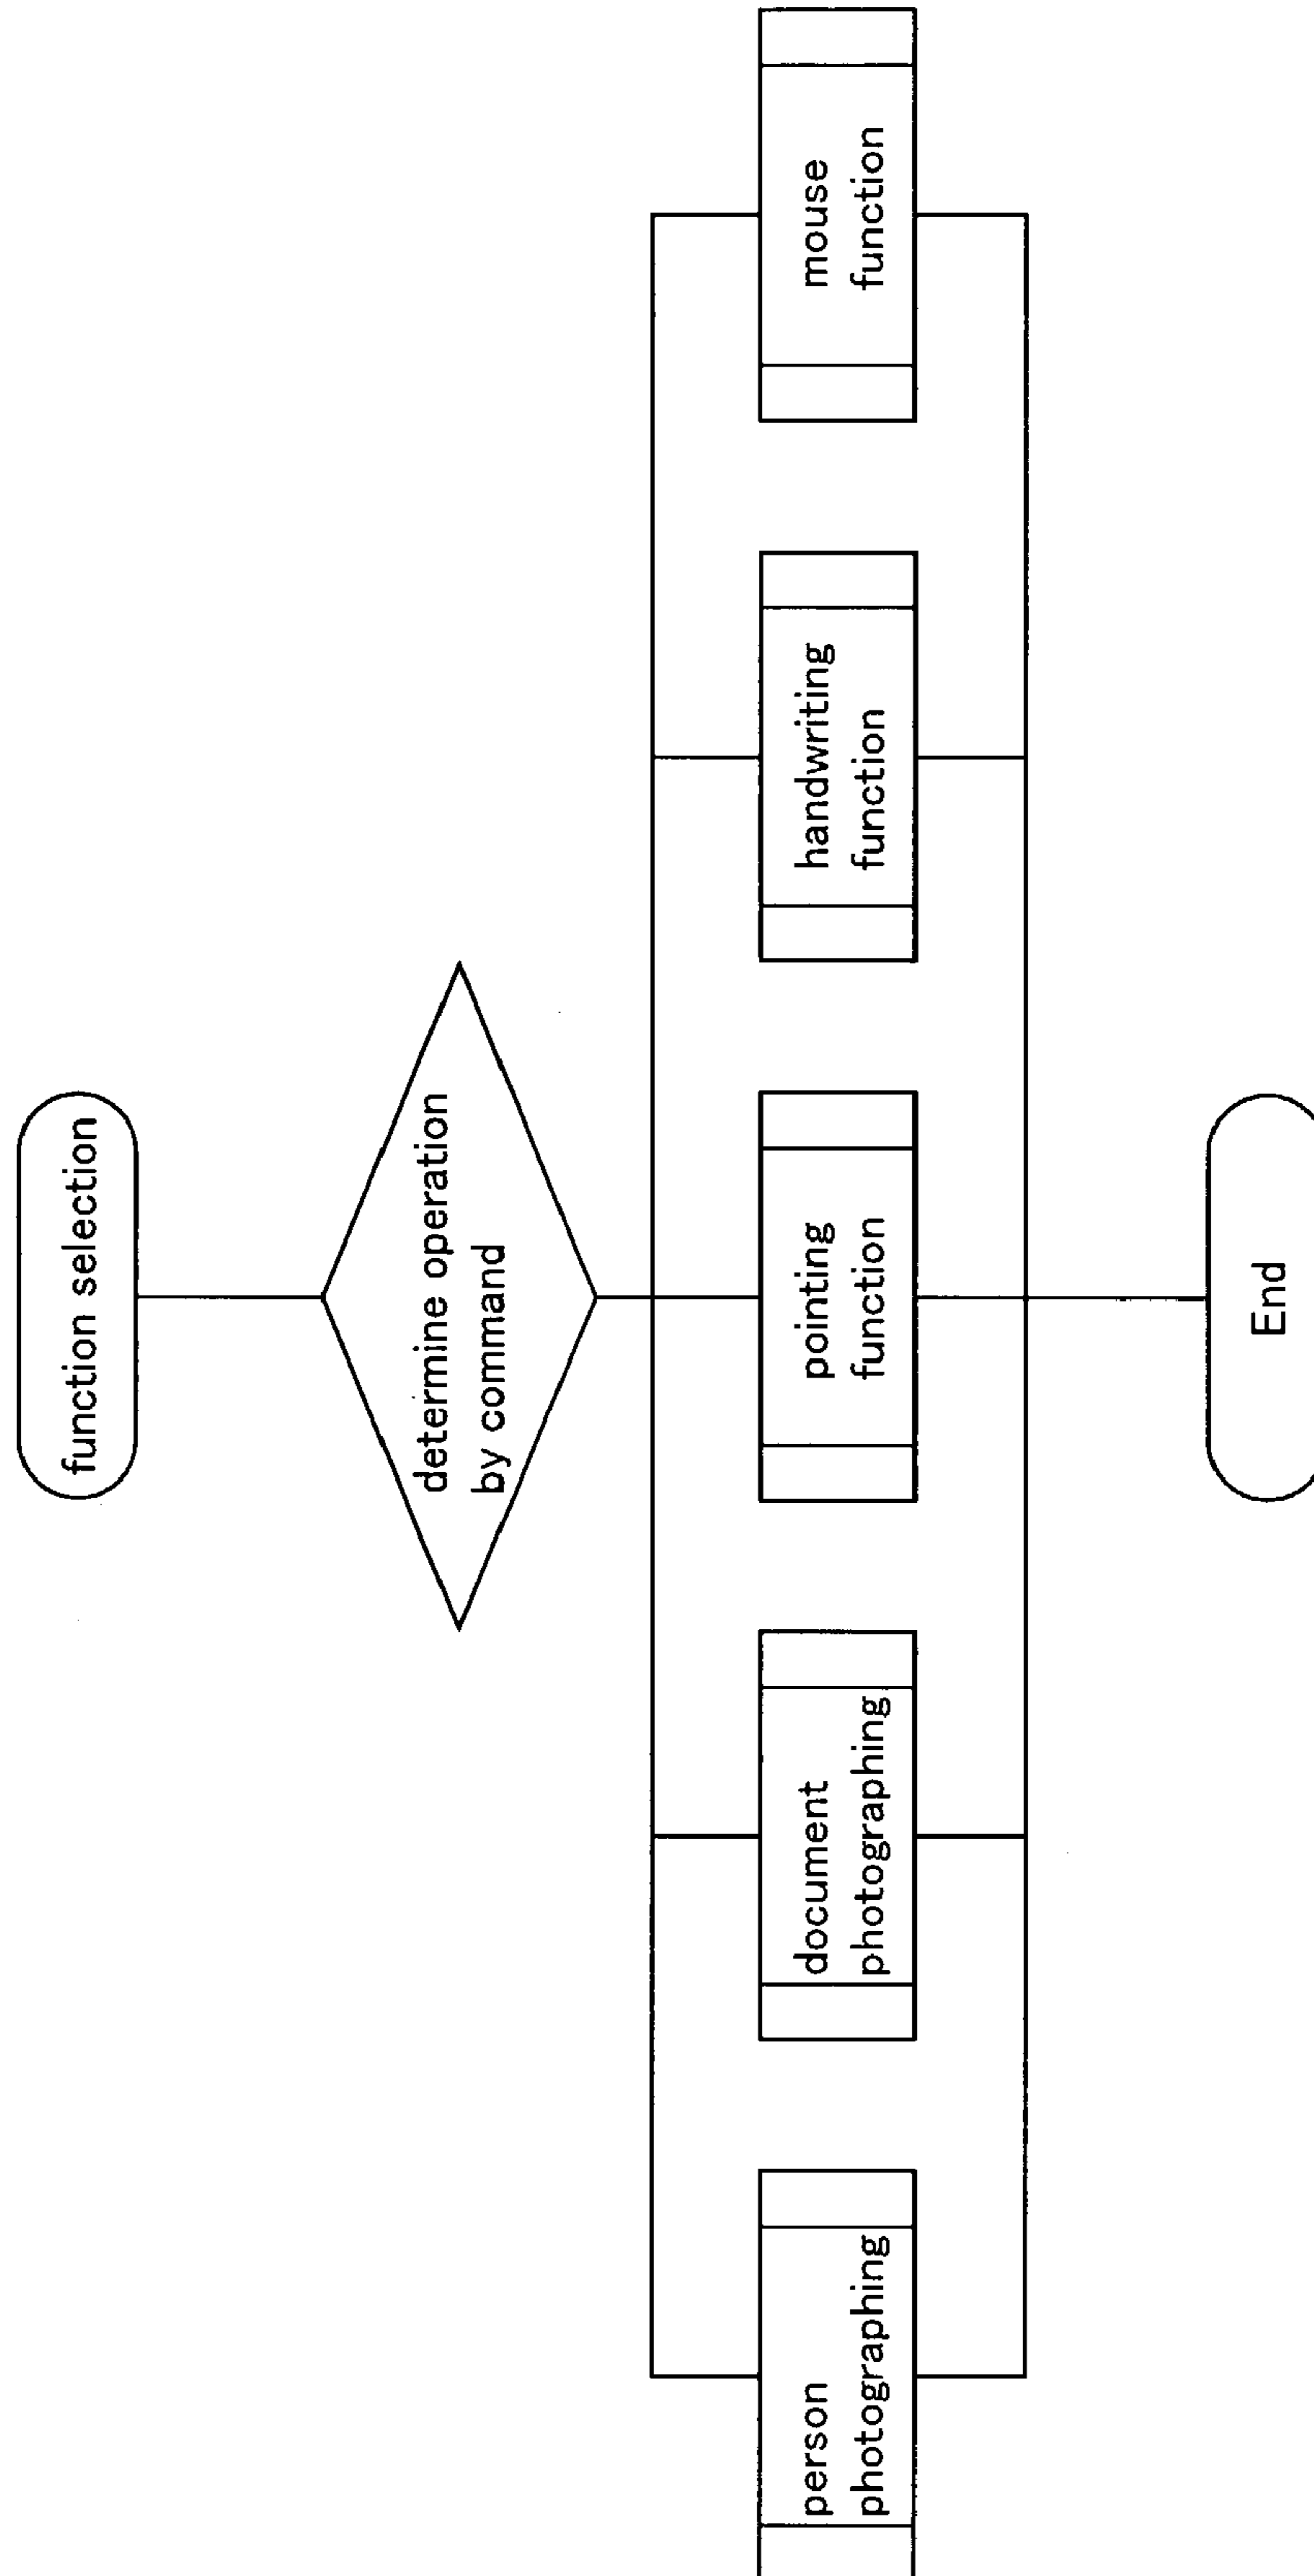 function selection
determine operation
by command
person
photographing
document
photographing
pointing
function
handwriting
function
mouse
function
End